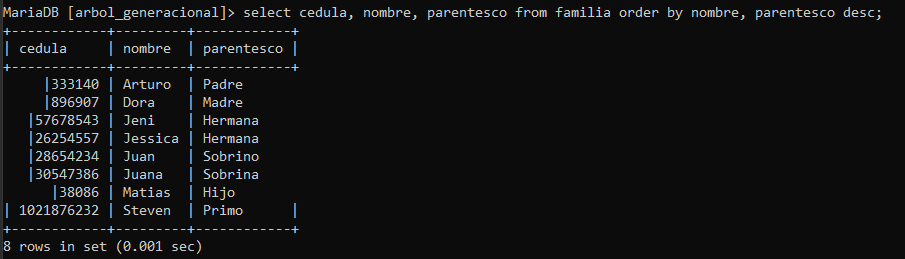 MariaDB [arbol_generacional]> select cedula, nombre, parentesco from familia order by nombre, parentesco desc;
+------------+---------+------------+
| cedula     | nombre  | parentesco |
+------------+---------+------------+
     |333140 | Arturo  | Padre
     |896907 | Dora    | Madre
   |57678543 | Jeni    | Hermana
   |26254557 | Jessica | Hermana
   |28654234 | Juan    | Sobrino
   |30547386 | Juana   | Sobrina
      |38086 | Matias  | Hijo
| 1021876232 | Steven  | Primo      |
+------------+---------+------------+
8 rows in set (0.001 sec)